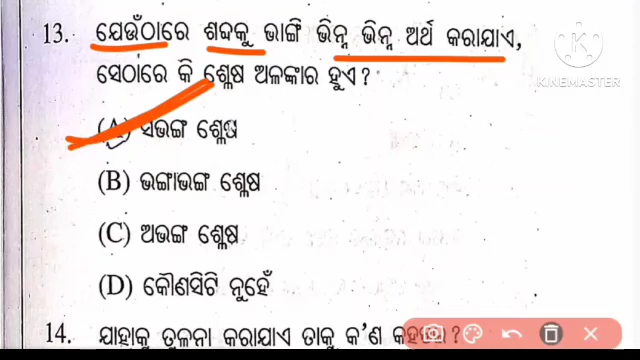 13. ଯେଉଁଠାରେ ଶବ୍ଦକୁ ଭାଙ୍ଗି ଭିନ୍ନ ଭିନ୍ନ ଅର୍ଥ କରାଯାଏ,
ସେଠାରେ କି ଶ୍ଳେଷ ଅଳଙ୍କାର ହୁଏ ?
(A) ସଭଙ୍ଗ ଶ୍ଳେଷ
(B) ଭଙ୍ଗାଭଙ୍ଗ ଶ୍ଳେଷ
(C) ଅଭଙ୍ଗ ଶ୍ଳେଷ
(D) କୌଣସିଟି ନୁହେଁ
14. ଯାହାକୁ ତୁଳନା କରାଯାଏ ତାକୁ କ'ଣ
KINEMASTER